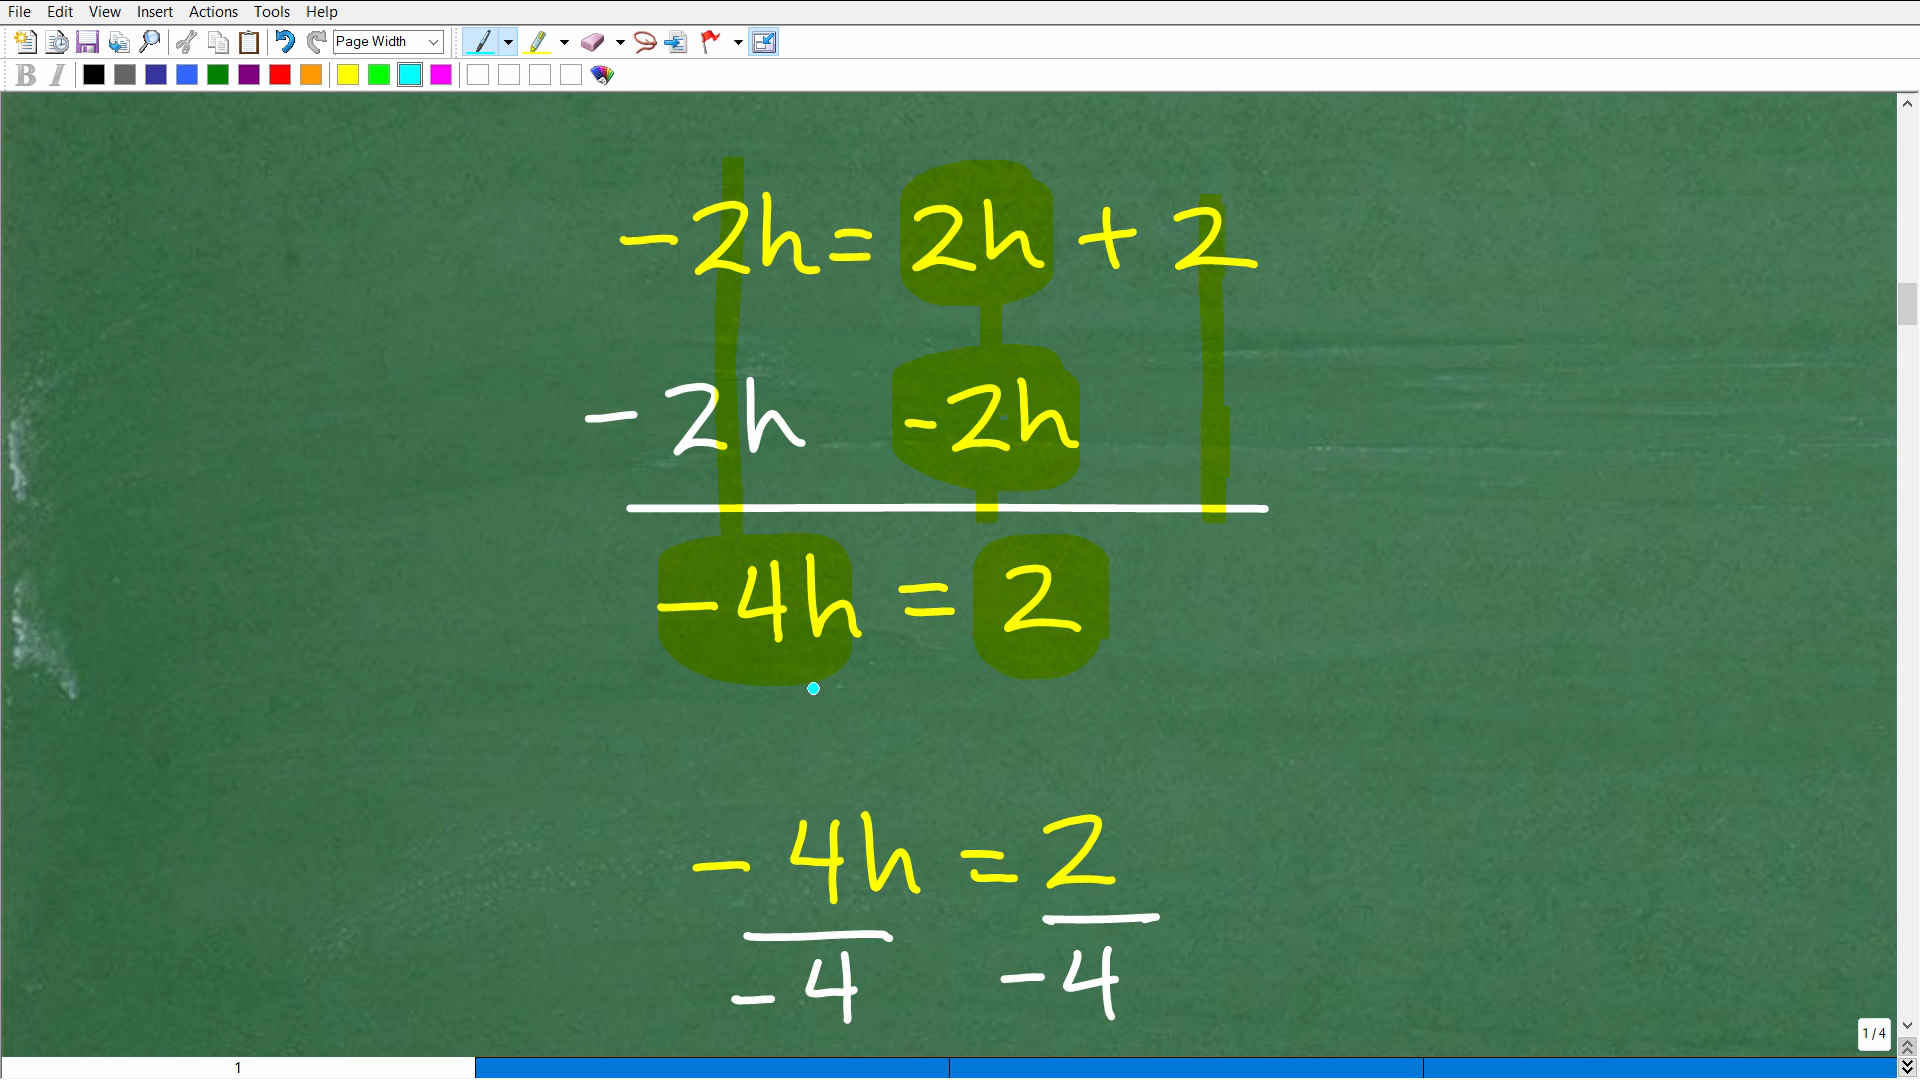 File Edit View Insert Actions Tools Help
Page Width
B I
-2h = 2h + 2
-2h -2h
-4h = 2
-4h = 2
-4 -4
1 / 4
1